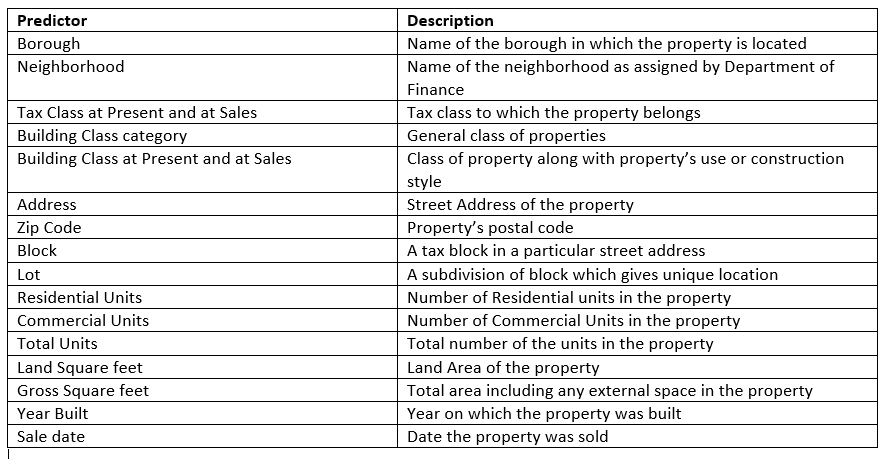 Predictor Description
Borough Name of the borough in which the property is located
Neighborhood Name of the neighborhood as assigned by Department of
Finance
Tax Class at Present and at Sales Tax class to which the property belongs
Building Class category General class of properties
Building Class at Present and at Sales Class of property along with property’s use or construction
style
Address Street Address of the property
Zip Code Property’s postal code
Block A tax block in a particular street address
Lot A subdivision of block which gives unique location
Residential Units Number of Residential units in the property
Commercial Units Number of Commercial Units in the property
Total Units Total number of the units in the property
Land Square feet Land Area of the property
Gross Square feet Total area including any external space in the property
Year Built Year on which the property was built
Sale date Date the property was sold